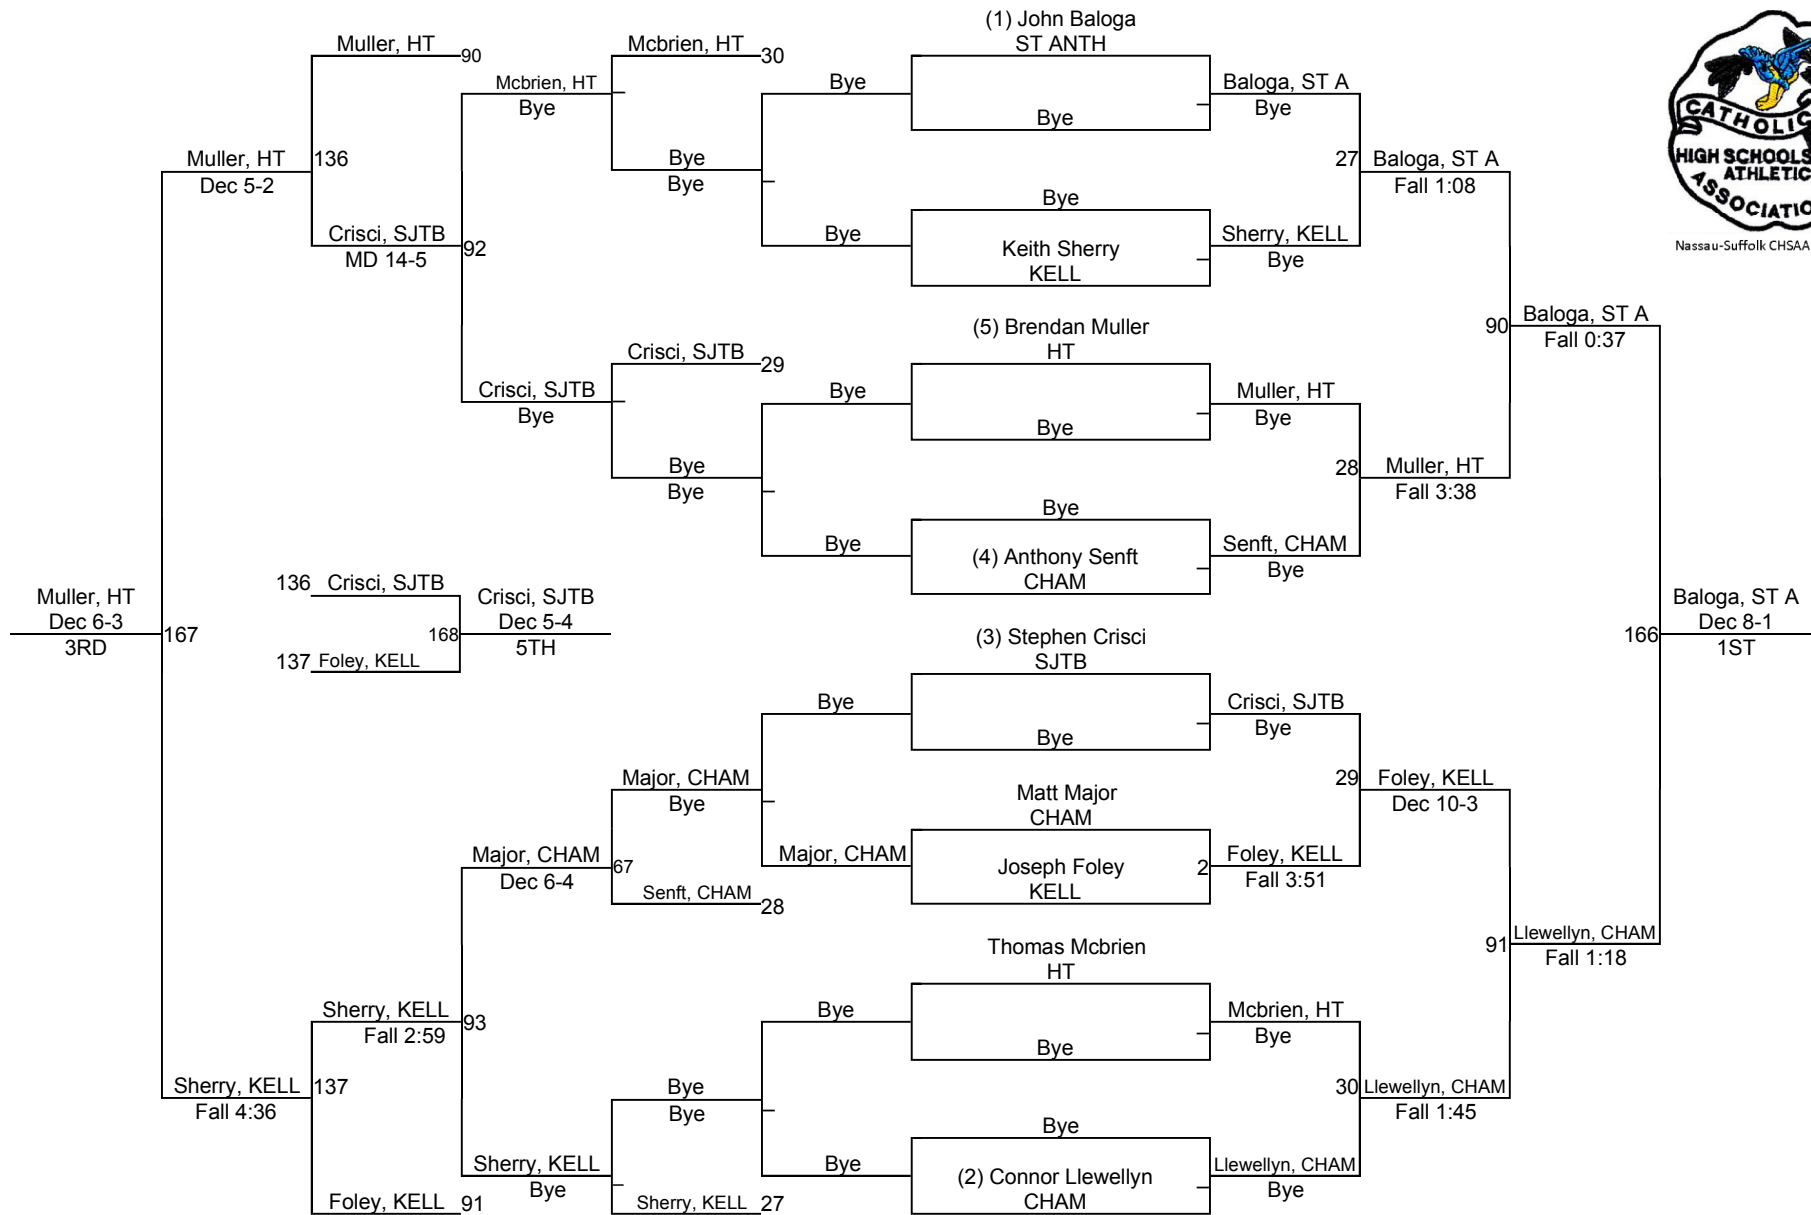 (1) John Baloga
ST ANTH
Muller, HT
90
Mcbrien, HT
30
Mcbrien, HT
Bye
Bye
Bye
Baloga, ST A
Bye
CATHOLIC
HIGH SCHOOLS
ATHLETIC
ASSOCIATIO
Nassau-Suffolk CHSAA
Muller, HT
Dec 5-2
136
Bye
Bye
27
Baloga, ST A
Fall 1:08
Crisci, SJTB
MD 14-5
92
Bye
Bye
Keith Sherry
KELL
Sherry, KELL
Bye
(5) Brendan Muller
HT
90
Baloga, ST A
Fall 0:37
Crisci, SJTB
29
Crisci, SJTB
Bye
Bye
Bye
Muller, HT
Bye
Bye
Bye
28
Muller, HT
Fall 3:38
Bye
Bye
(4) Anthony Senft
CHAM
Senft, CHAM
Bye
Muller, HT
Dec 6-3
3RD
167
136
Crisci, SJTB
168
137
Foley, KELL
Crisci, SJTB
Dec 5-4
5TH
(3) Stephen Crisci
SJTB
166
Baloga, ST A
Dec 8-1
1ST
Bye
Bye
Crisci, SJTB
Bye
Major, CHAM
Bye
Matt Major
CHAM
29
Foley, KELL
Dec 10-3
Major, CHAM
Dec 6-4
67
Major, CHAM
Joseph Foley
KELL
2
Foley, KELL
Fall 3:51
Senft, CHAM
28
Thomas Mcbrien
HT
91
Llewellyn, CHAM
Fall 1:18
Sherry, KELL
Fall 2:59
93
Bye
Bye
Mcbrien, HT
Bye
Sherry, KELL
Fall 4:36
137
Bye
Bye
30
Llewellyn, CHAM
Fall 1:45
Bye
Sherry, KELL
Bye
Bye
(2) Connor Llewellyn
CHAM
Llewellyn, CHAM
Bye
Foley, KELL
91
Sherry, KELL
27